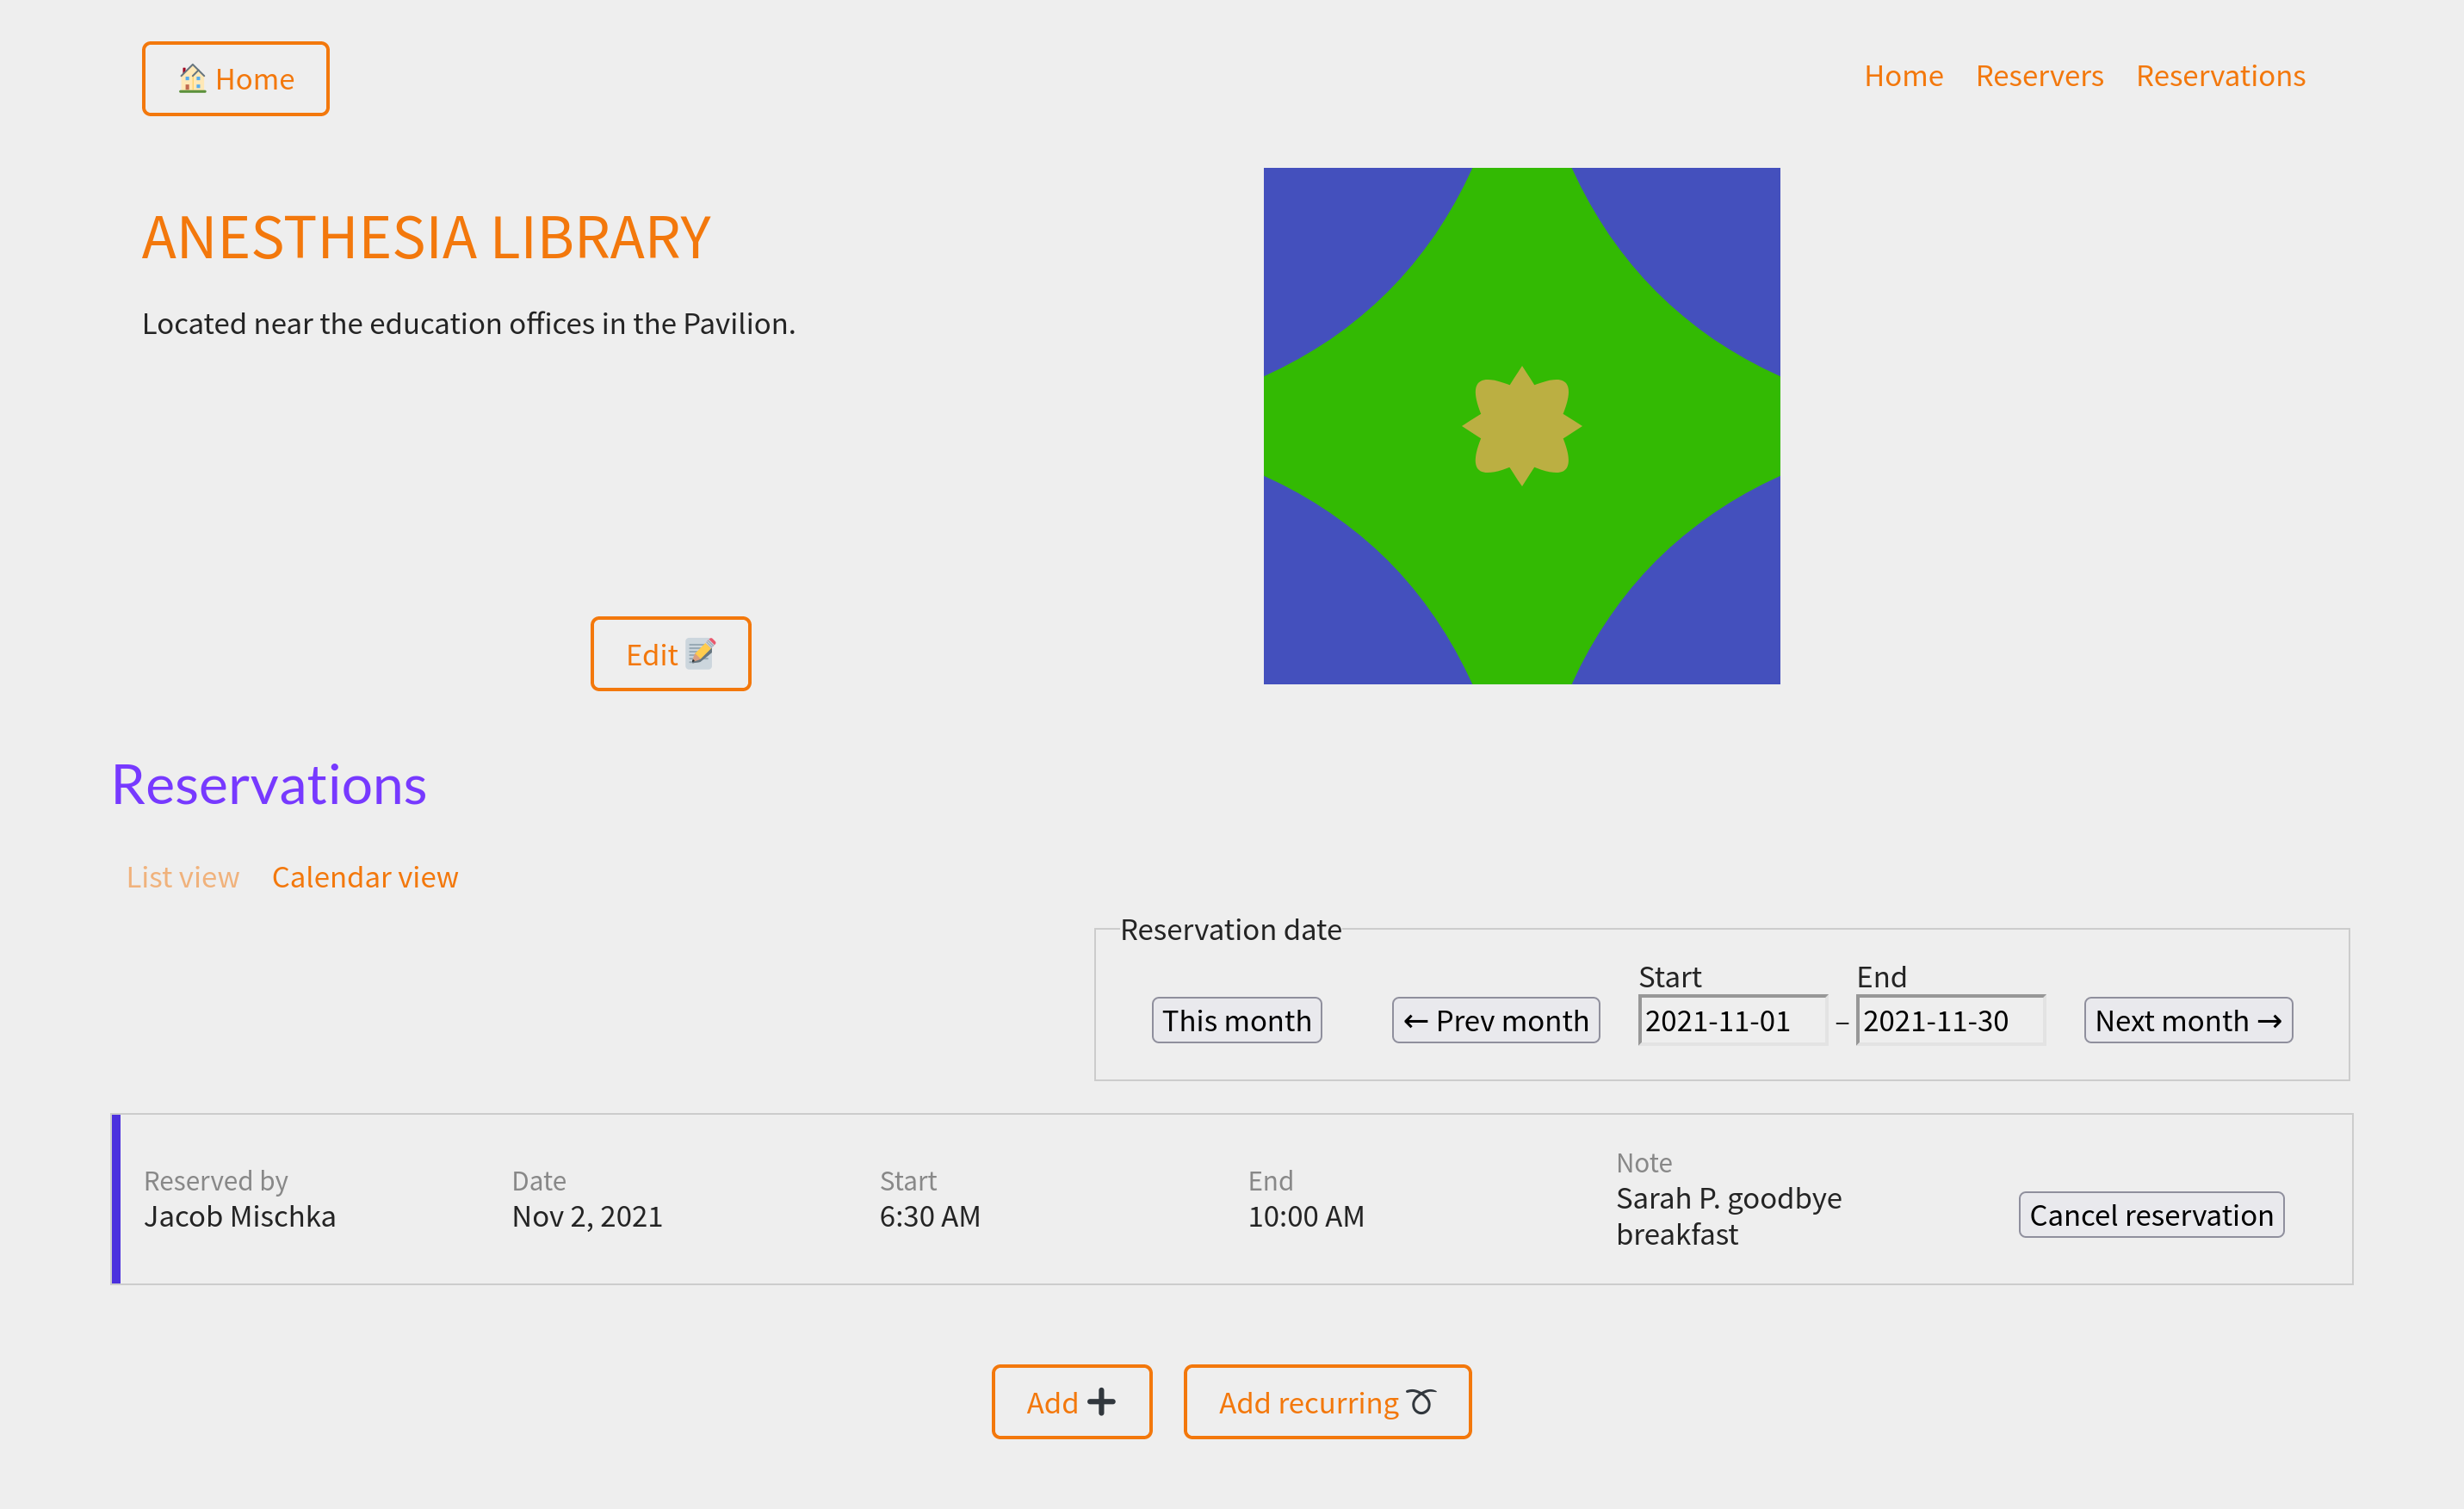 🏠 Home
Home Reservers Reservations
ANESTHESIA LIBRARY
Located near the education offices in the Pavilion.
Edit 📝
Reservations
List view Calendar view
Reservation date
Start End
This month ← Prev month 2021-11-01 – 2021-11-30 Next month →
Reserved by Date Start End Note
Jacob Mischka Nov 2, 2021 6:30 AM 10:00 AM Sarah P. goodbye
breakfast
Cancel reservation
Add ➕ Add recurring ➰